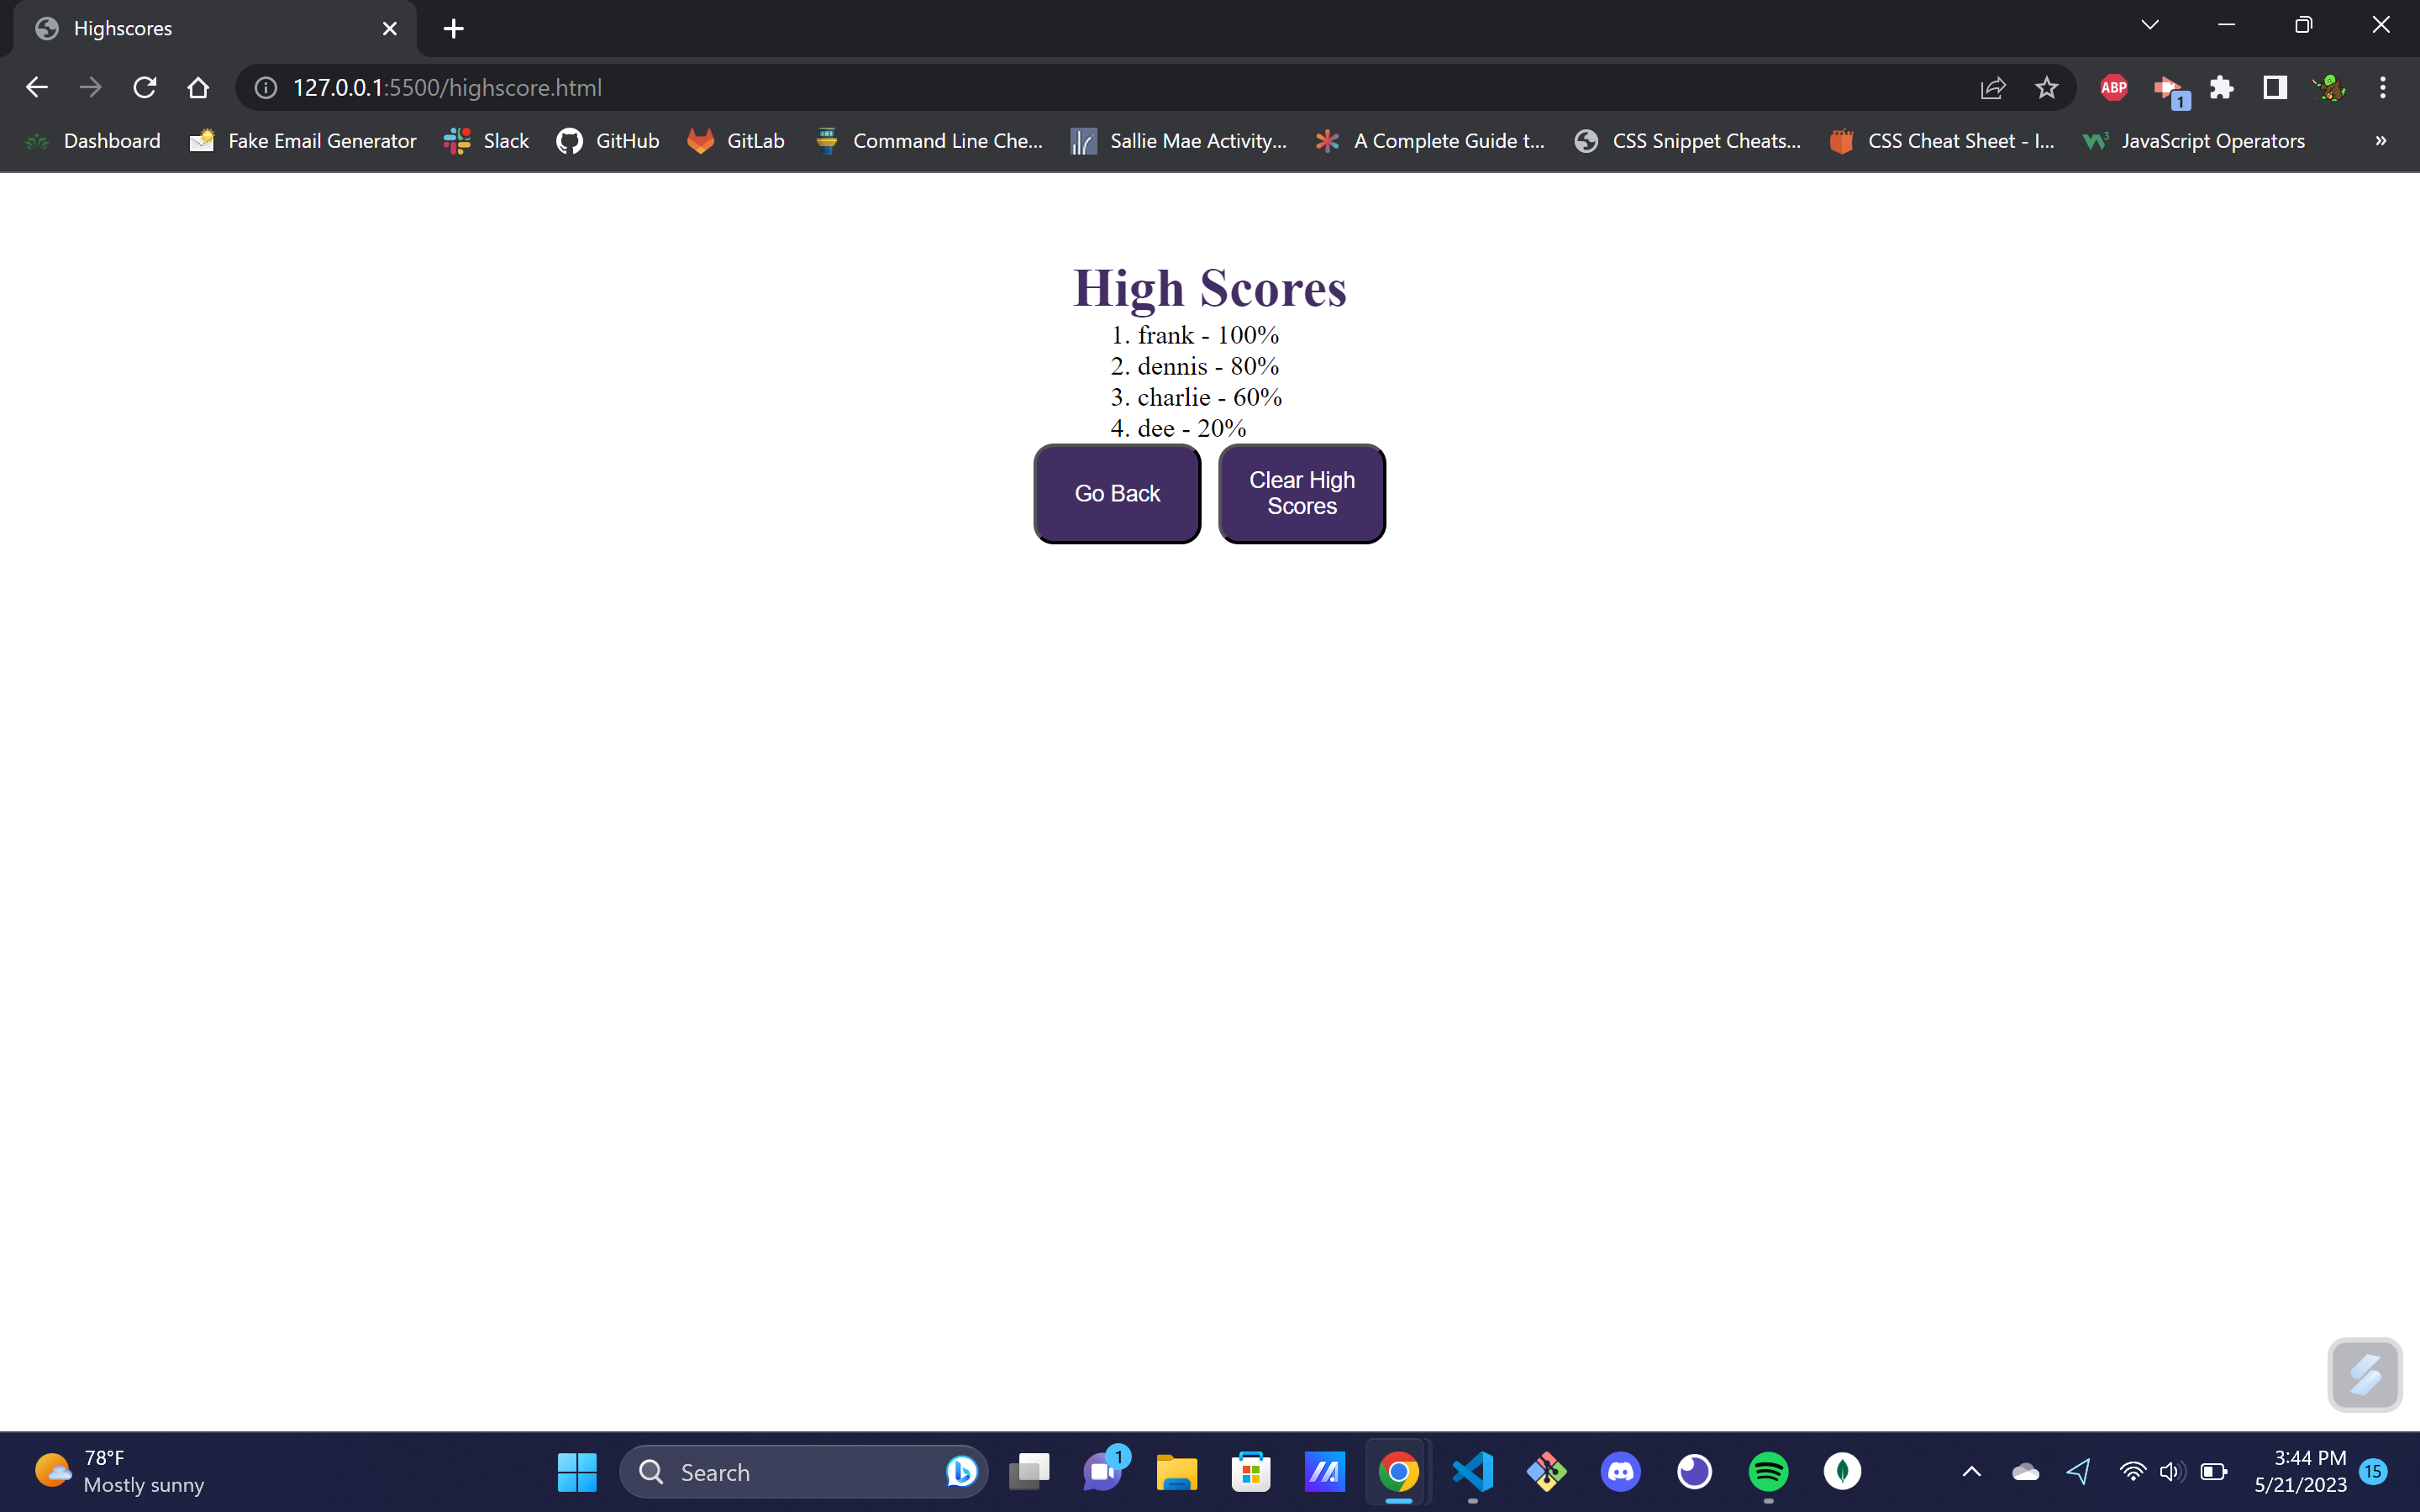 Highscores
127.0.0.1:5500/highscore.html
ABP
1
Dashboard
Fake Email Generator
Slack
GitHub
GitLab
Command Line Che...
Sallie Mae Activity...
A Complete Guide t...
CSS Snippet Cheats...
CSS Cheat Sheet - I...
JavaScript Operators
»
High Scores
1. frank - 100%
2. dennis - 80%
3. charlie - 60%
4. dee - 20%
Go Back
Clear High
Scores
78°F
Mostly sunny
Search
1
3:44 PM
5/21/2023
15